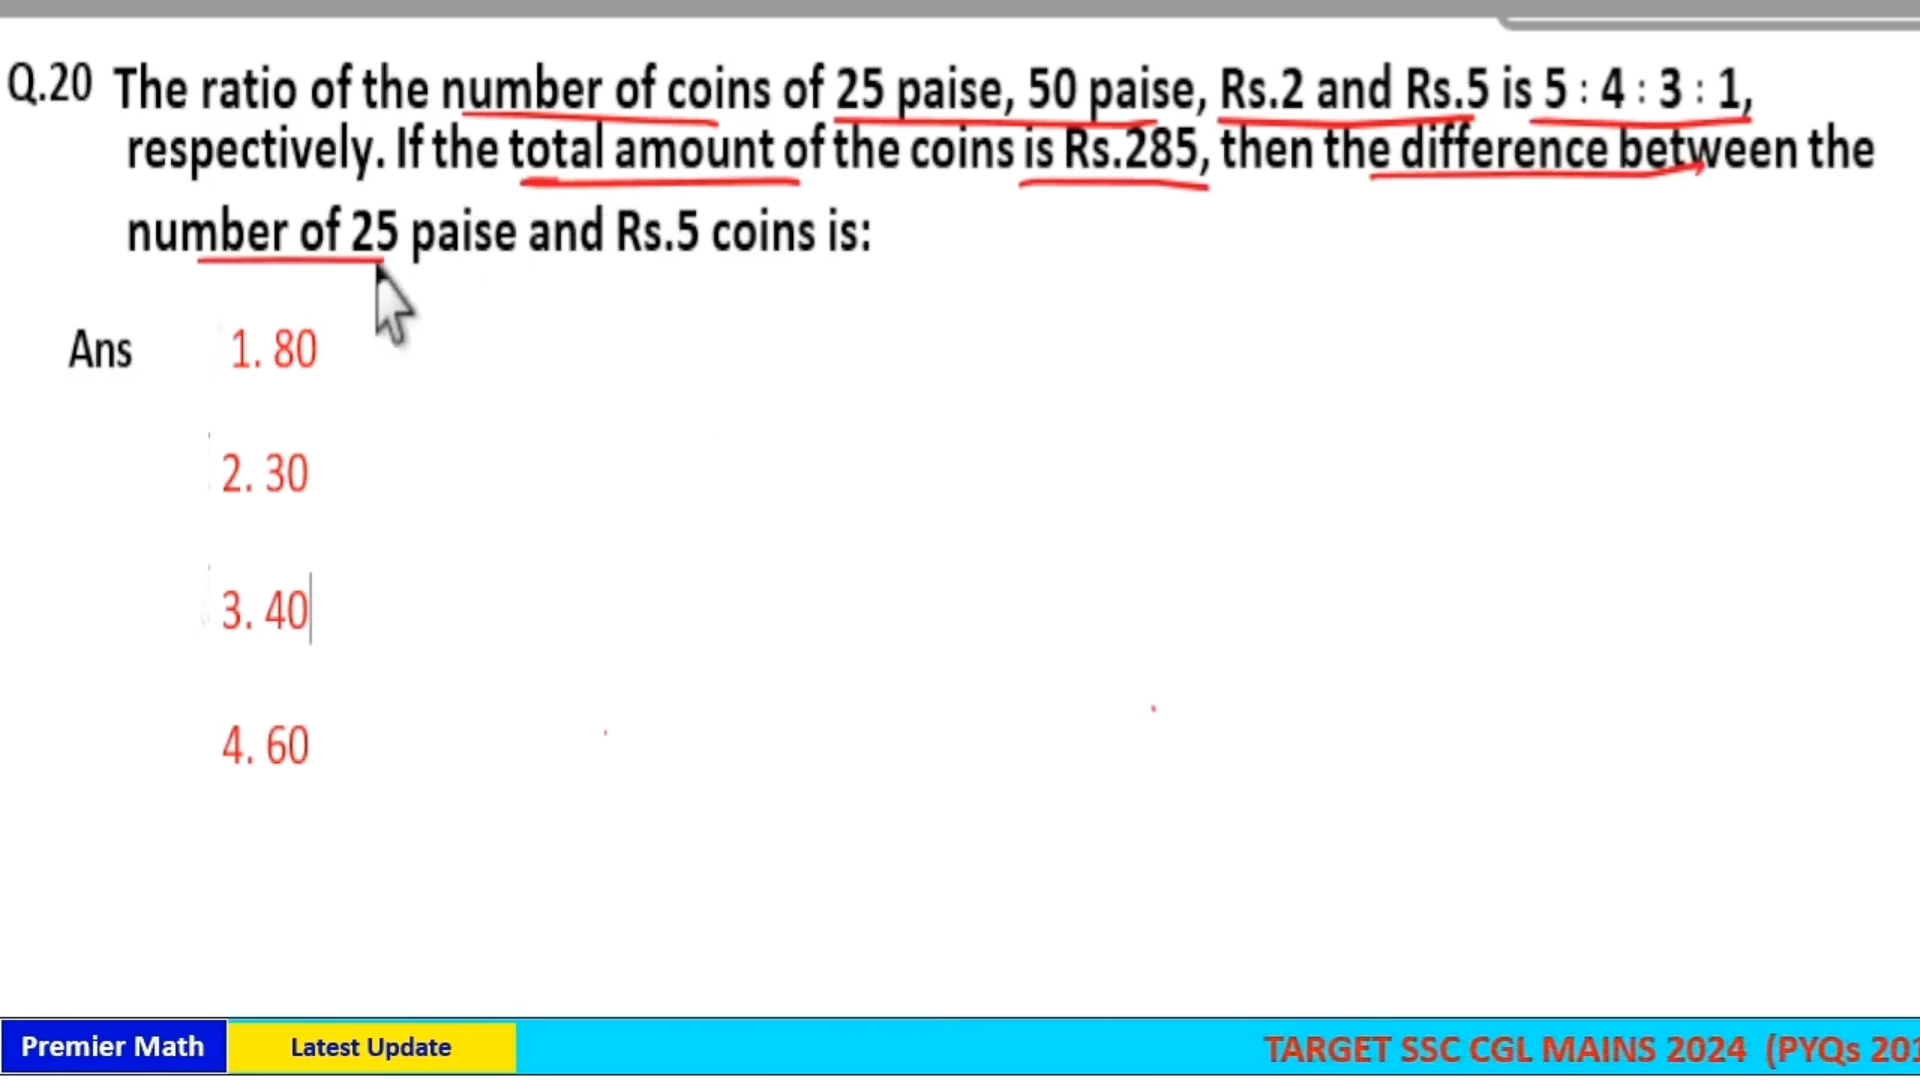 Q.20 The ratio of the number of coins of 25 paise, 50 paise, Rs.2 and Rs.5 is 5 : 4 : 3 : 1,
respectively. If the total amount of the coins is Rs.285, then the difference between the
number of 25 paise and Rs.5 coins is:
Ans 1. 80
2. 30
3. 40
4. 60
Premier Math Latest Update TARGET SSC CGL MAINS 2024 (PYQs 201